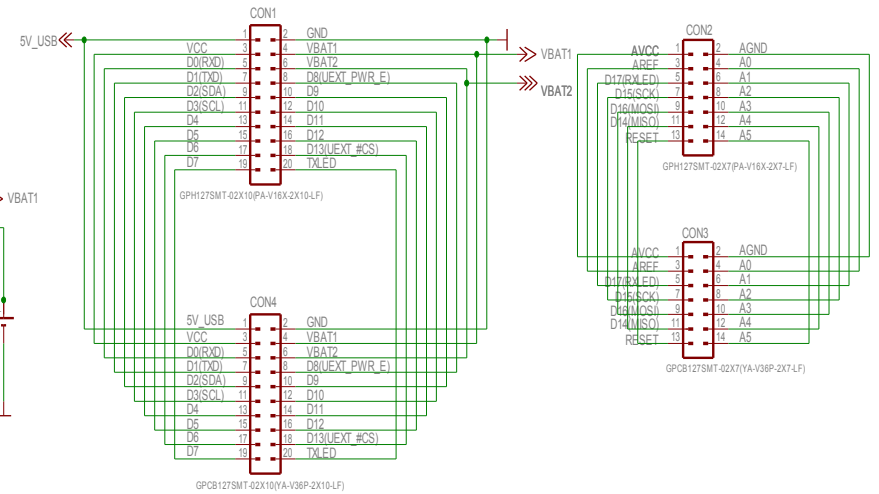 CON1
5V_USB
1 2 GND
VCC 3 4 VBAT1
D0(RXD) 5 6 VBAT2
D1(TXD) 7 8 D8(UEXT_PWR_E)
D2(SDA) 9 10 D9
D3(SCL) 11 12 D10
D4 13 14 D11
D5 15 16 D12
D6 17 18 D13(UEXT_#CS)
D7 19 20 TXLED
GPH127SMT-02X10(PA-V16X-2X10-LF)
VBAT1
VBAT2
VBAT1
CON2
AVCC 1 2 AGND
AREF 3 4 A0
D17(RXLED) 5 6 A1
D15(SCK) 7 8 A2
D16(MOSI) 9 10 A3
D14(MISO) 11 12 A4
RESET 13 14 A5
GPH127SMT-02X7(PA-V16X-2X7-LF)
CON3
AVCC 1 2 AGND
AREF 3 4 A0
D17(RXLED) 5 6 A1
D15(SCK) 7 8 A2
D16(MOSI) 9 10 A3
D14(MISO) 11 12 A4
RESET 13 14 A5
GPCB127SMT-02X7(YA-V36P-2X7-LF)
CON4
5V_USB 1 2 GND
VCC 3 4 VBAT1
D0(RXD) 5 6 VBAT2
D1(TXD) 7 8 D8(UEXT_PWR_E)
D2(SDA) 9 10 D9
D3(SCL) 11 12 D10
D4 13 14 D11
D5 15 16 D12
D6 17 18 D13(UEXT_#CS)
D7 19 20 TXLED
GPCB127SMT-02X10(YA-V36P-2X10-LF)